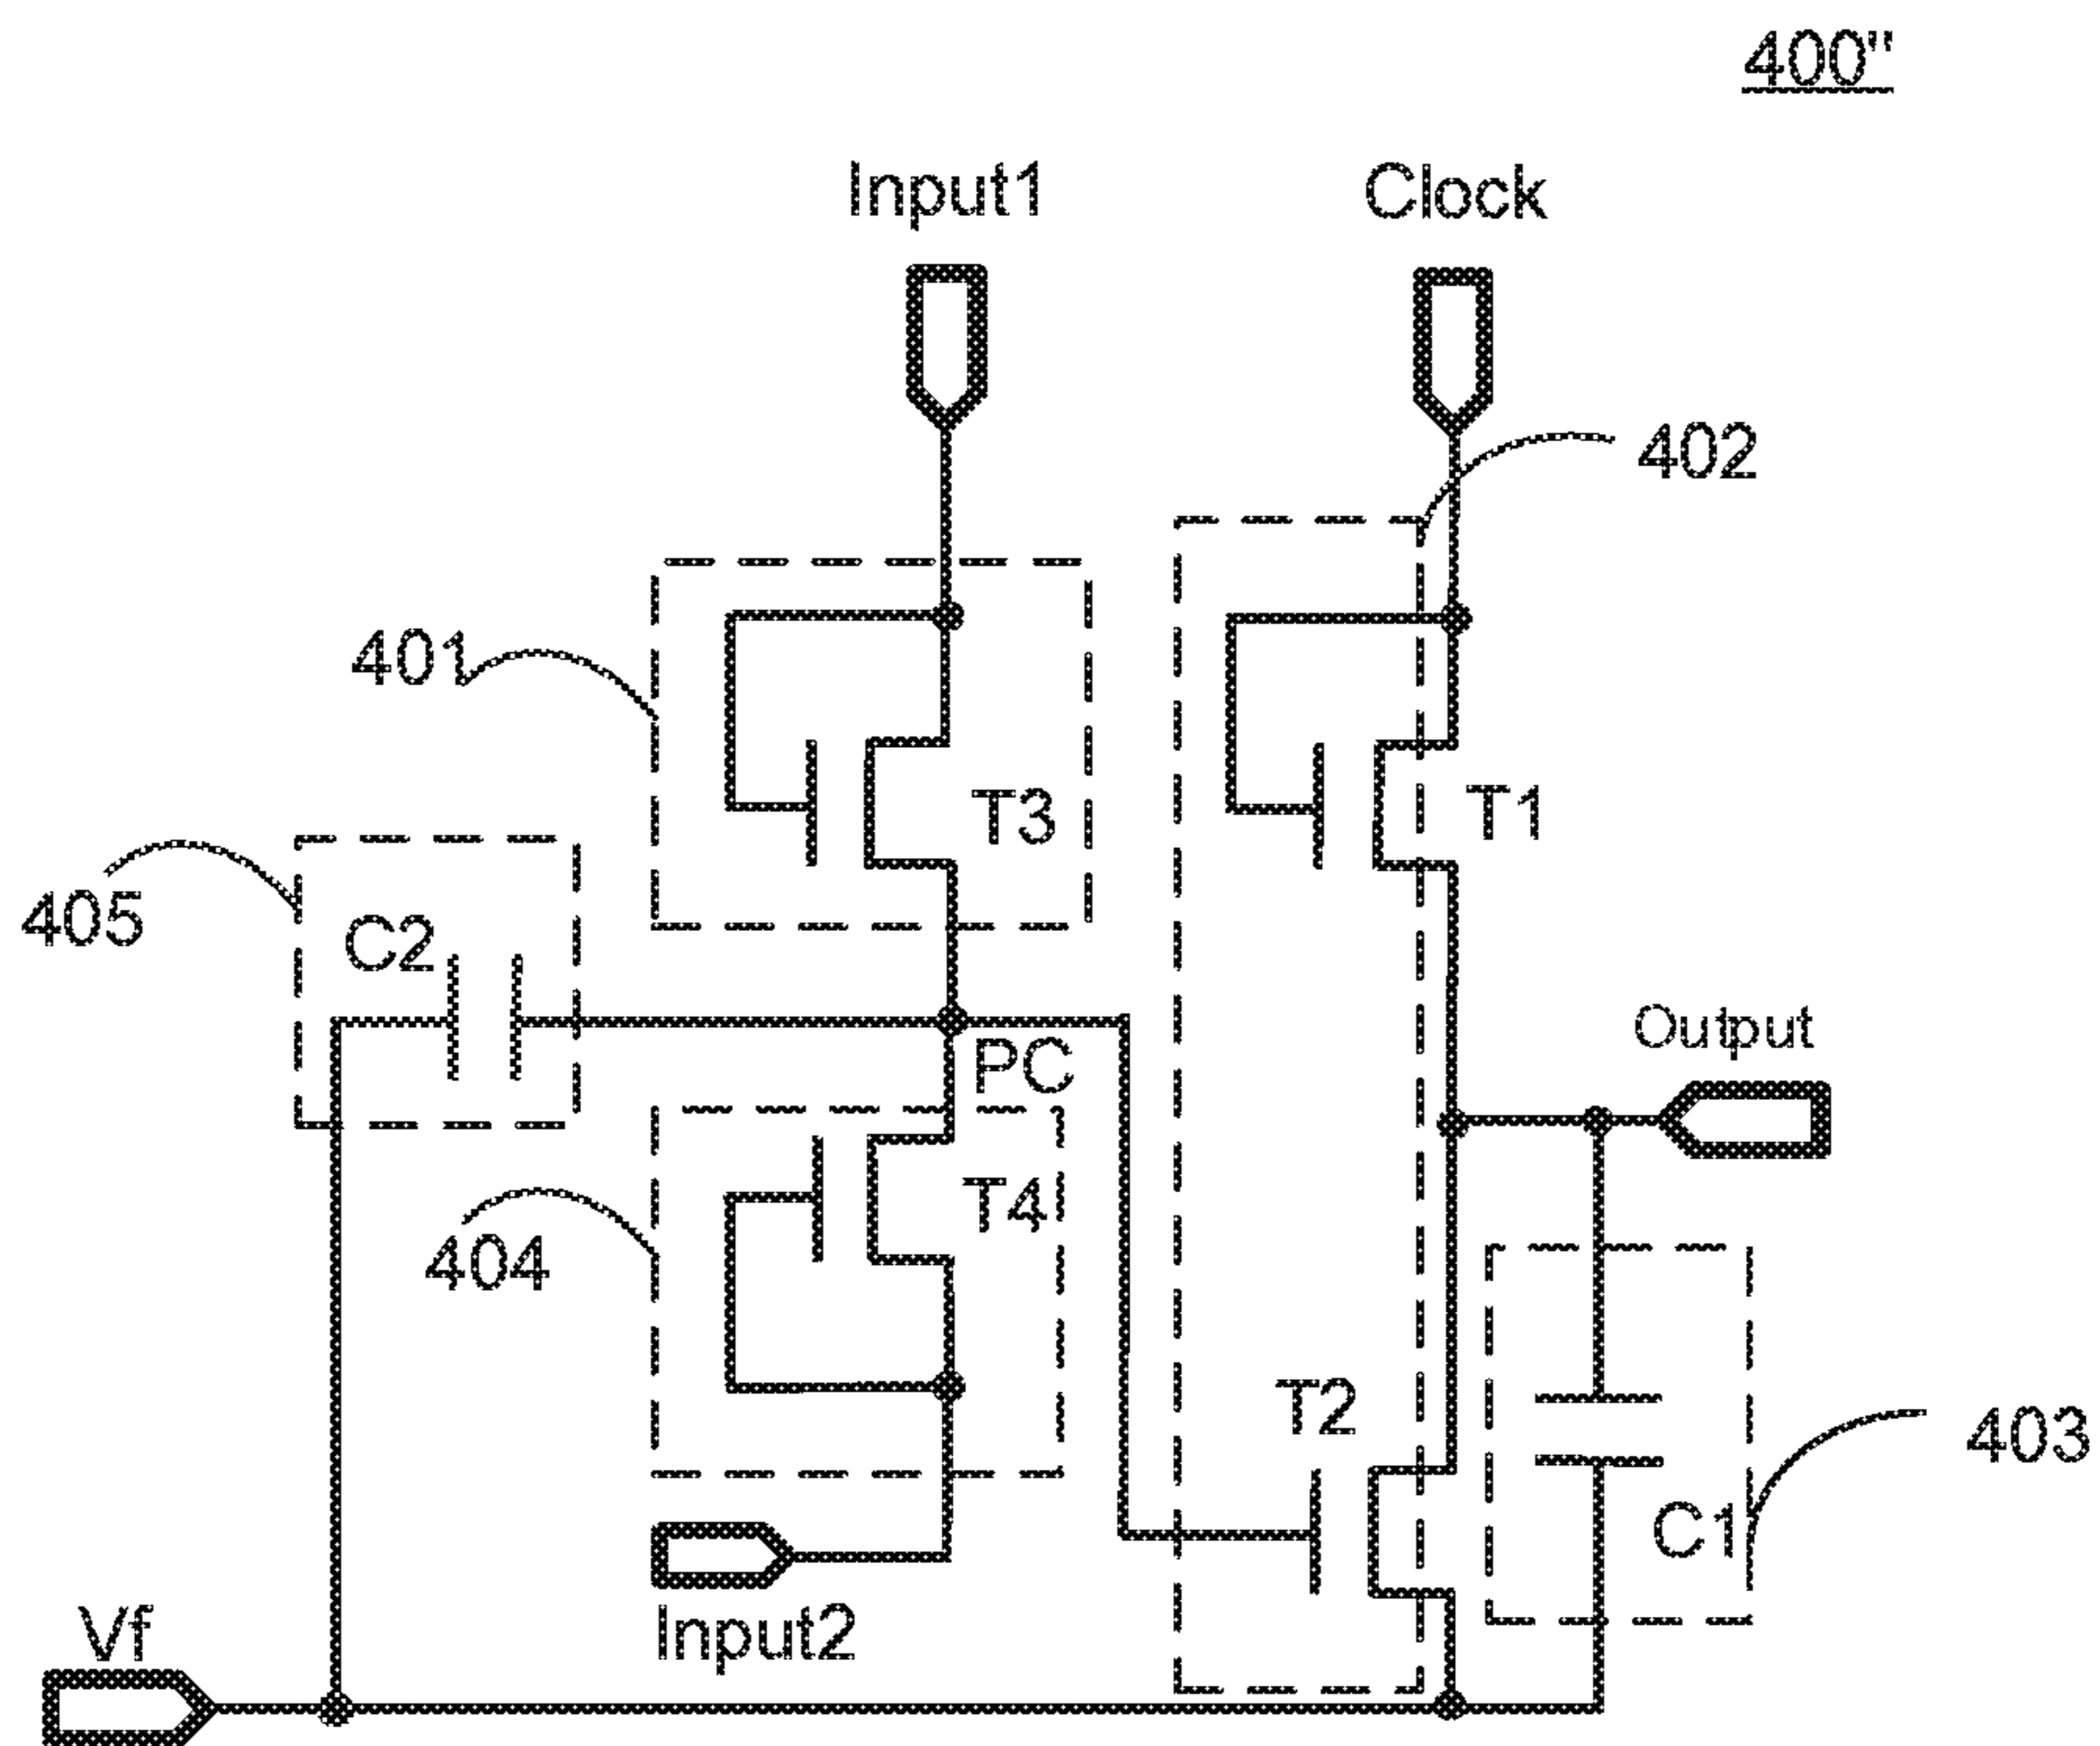 400"
Input1
Clock
402
401
T3
T1
405
C2
Output
PC
T4
404
T2
403
C1
Vf
Input2